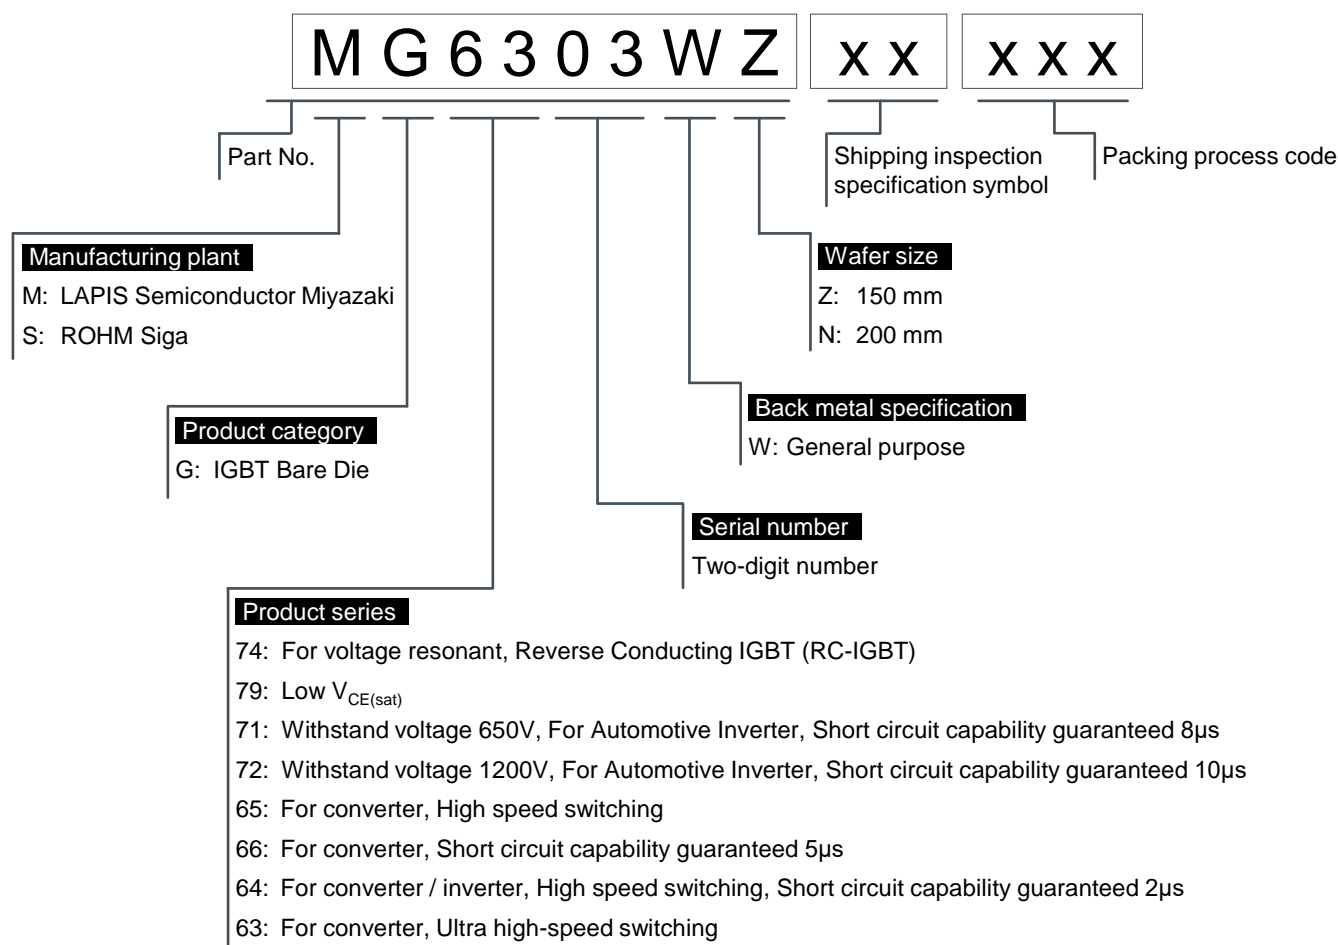 MG6303WZ xx xxx
Part No.
Shipping inspection
specification symbol
Packing process code
Manufacturing plant
M: LAPIS Semiconductor Miyazaki
S: ROHM Siga
Wafer size
Z: 150 mm
N: 200 mm
Product category
G: IGBT Bare Die
Back metal specification
W: General purpose
Serial number
Two-digit number
Product series
74: For voltage resonant, Reverse Conducting IGBT (RC-IGBT)
79: Low VCE(sat)
71: Withstand voltage 650V, For Automotive Inverter, Short circuit capability guaranteed 8µs
72: Withstand voltage 1200V, For Automotive Inverter, Short circuit capability guaranteed 10µs
65: For converter, High speed switching
66: For converter, Short circuit capability guaranteed 5µs
64: For converter / inverter, High speed switching, Short circuit capability guaranteed 2µs
63: For converter, Ultra high-speed switching